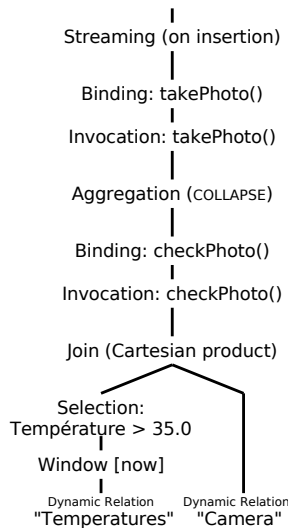 Streaming (on insertion)
Binding: takePhoto()
Invocation: takePhoto()
Aggregation (COLLAPSE)
Binding: checkPhoto()
Invocation: checkPhoto()
Join (Cartesian product)
Selection:
Température > 35.0
Window [now]
Dynamic Relation
"Temperatures"
Dynamic Relation
"Camera"